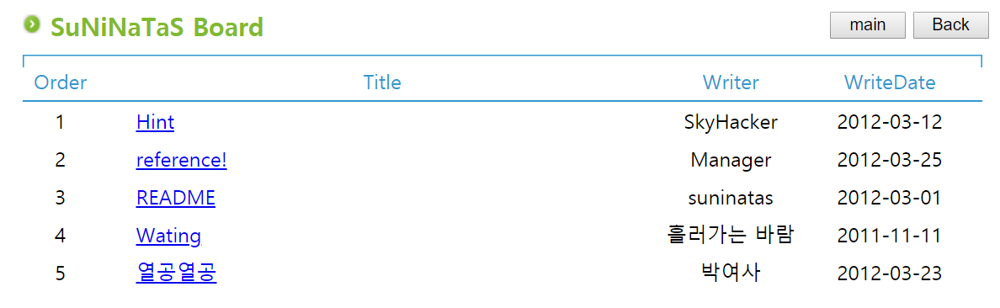 SuNiNaTaS Board main Back
Order Title Writer WriteDate
1 Hint SkyHacker 2012-03-12
2 reference! Manager 2012-03-25
3 README suninatas 2012-03-01
4 Wating 흘러가는 바람 2011-11-11
5 열공열공 박여사 2012-03-23